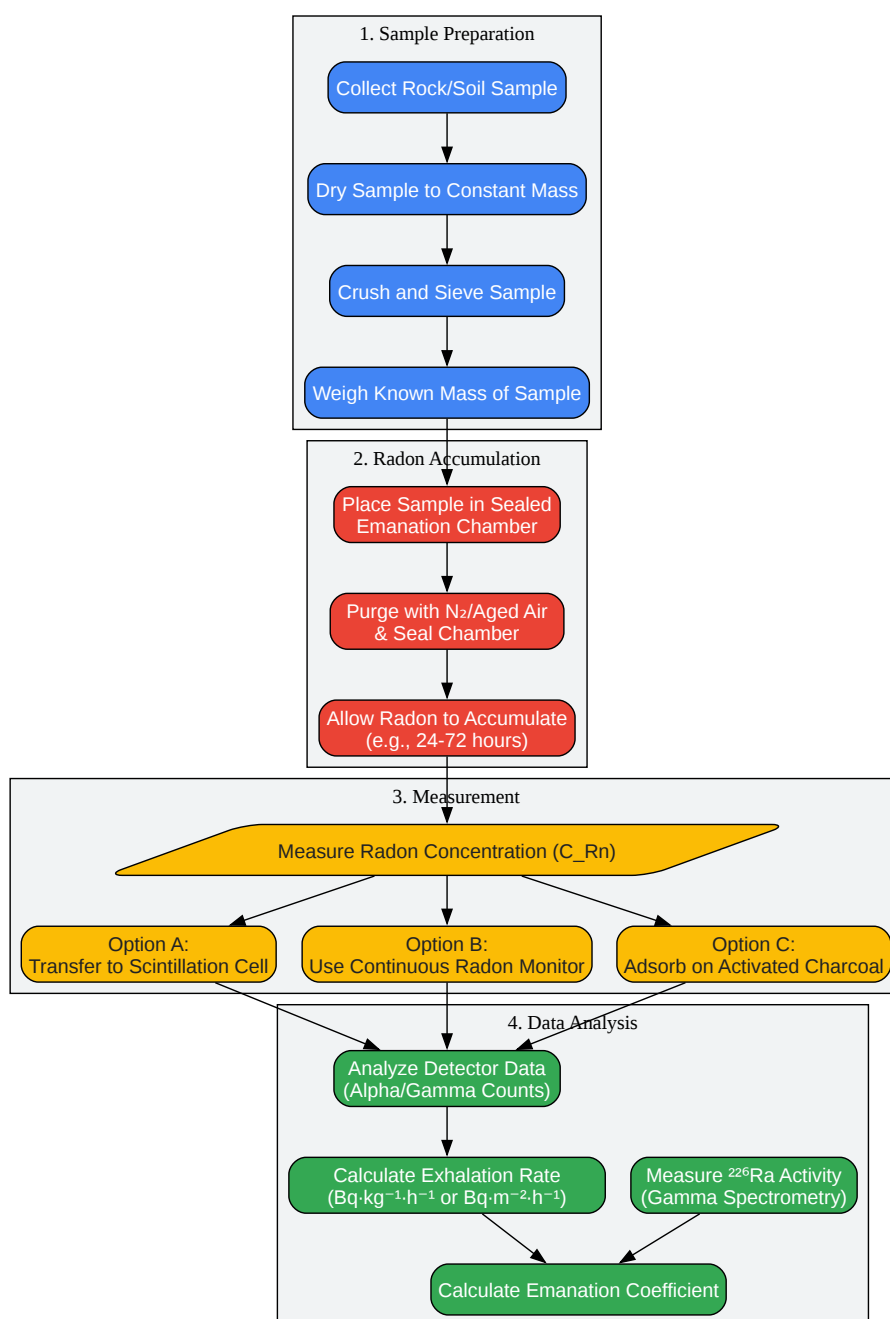 1. Sample Preparation
Collect Rock/Soil Sample
Dry Sample to Constant Mass
Crush and Sieve Sample
Weigh Known Mass of Sample
2. Radon Accumulation
Place Sample in Sealed
Emanation Chamber
Purge with N₂/Aged Air
& Seal Chamber
Allow Radon to Accumulate
(e.g., 24-72 hours)
3. Measurement
Measure Radon Concentration (C_Rn)
Option A:
Transfer to Scintillation Cell
Option B:
Use Continuous Radon Monitor
Option C:
Adsorb on Activated Charcoal
4. Data Analysis
Analyze Detector Data
(Alpha/Gamma Counts)
Calculate Exhalation Rate
(Bq·kg⁻¹·h⁻¹ or Bq·m⁻²·h⁻¹)
Measure ²²⁶Ra Activity
(Gamma Spectrometry)
Calculate Emanation Coefficient